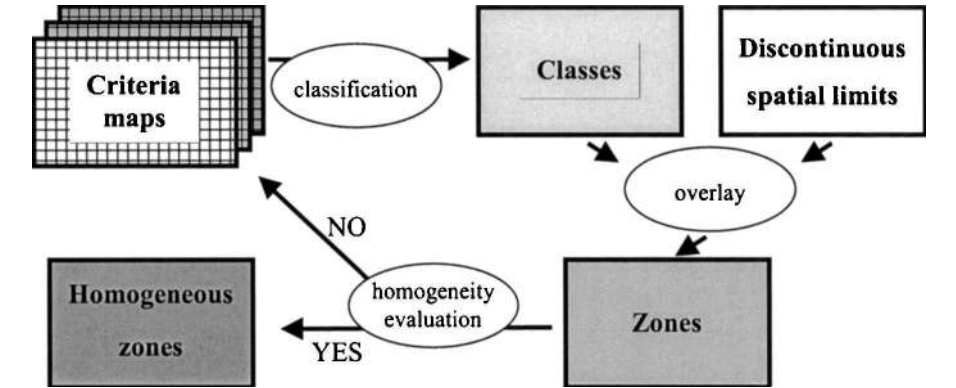 Criteria
maps
classification
Classes
Discontinuous
spatial limits
overlay
NO
Homogeneous
zones
homogeneity
evaluation
YES
Zones